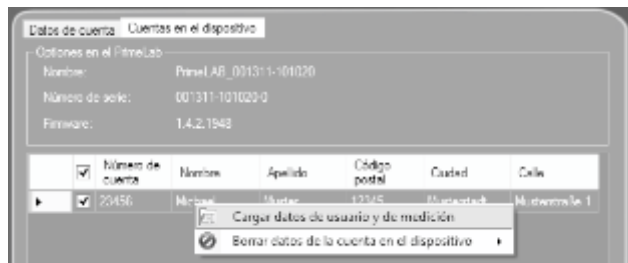 Datos de cuenta Cuentas en el dispositivo
Optiones en el PrimeLab
Nombre: PrimeLAB_001311-101020
Número de serie: 001311-101020-0
Firmware: 1.4.2.1948
Número de cuenta Nombre Apellido Código postal Ciudad Calle
23456 Michael Muster 12345 Musterstadt Musterstraße 1
Cargar datos de usuario y de medición
Borrar datos de la cuenta en el dispositivo